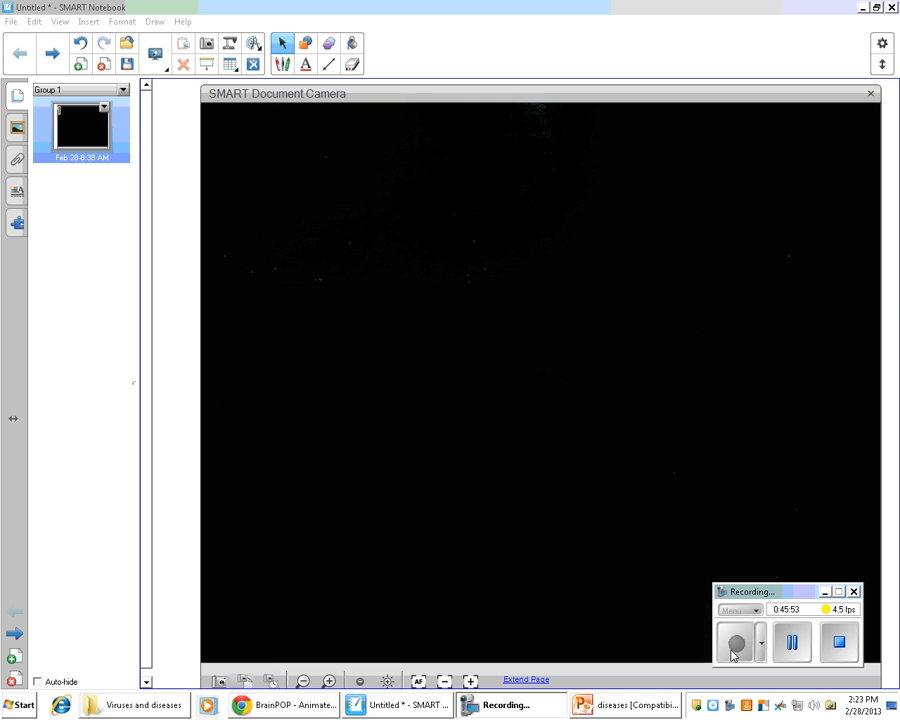 Untitled * - SMART Notebook
File Edit View Insert Format Draw Help
Group 1
SMART Document Camera
Feb 28-8:38 AM
Recording...
Menu
0:45:53
4.5 fps
AF
Auto-hide
Extend Page
Start
Viruses and diseases
BrainPOP - Animate...
Untitled * - SMART ...
Recording...
diseases [Compatibi...
2:23 PM
2/28/2013